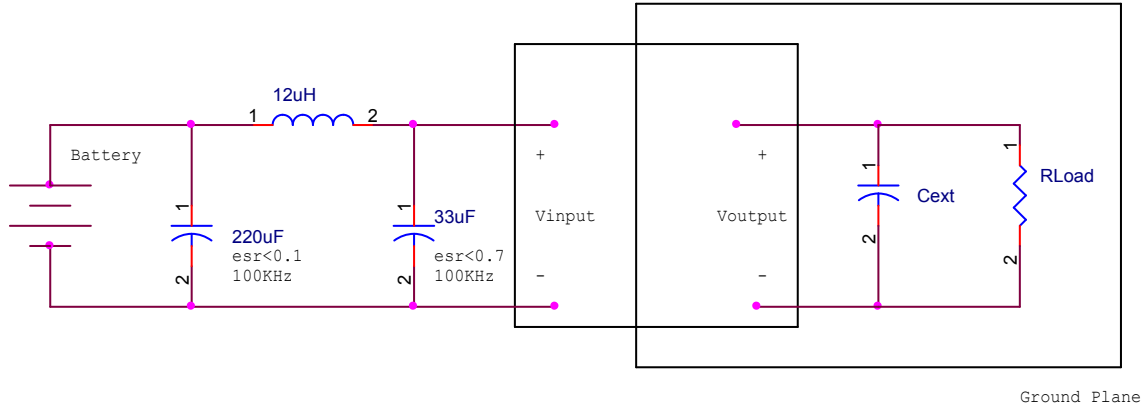 12uH
1
2
Battery
+
+
1
RLoad
1
1
33uF
Vinput
Voutput
Cext
220uF
esr<0.1
100KHz
esr<0.7
100KHz
2
2
2
2
-
-
Ground Plane